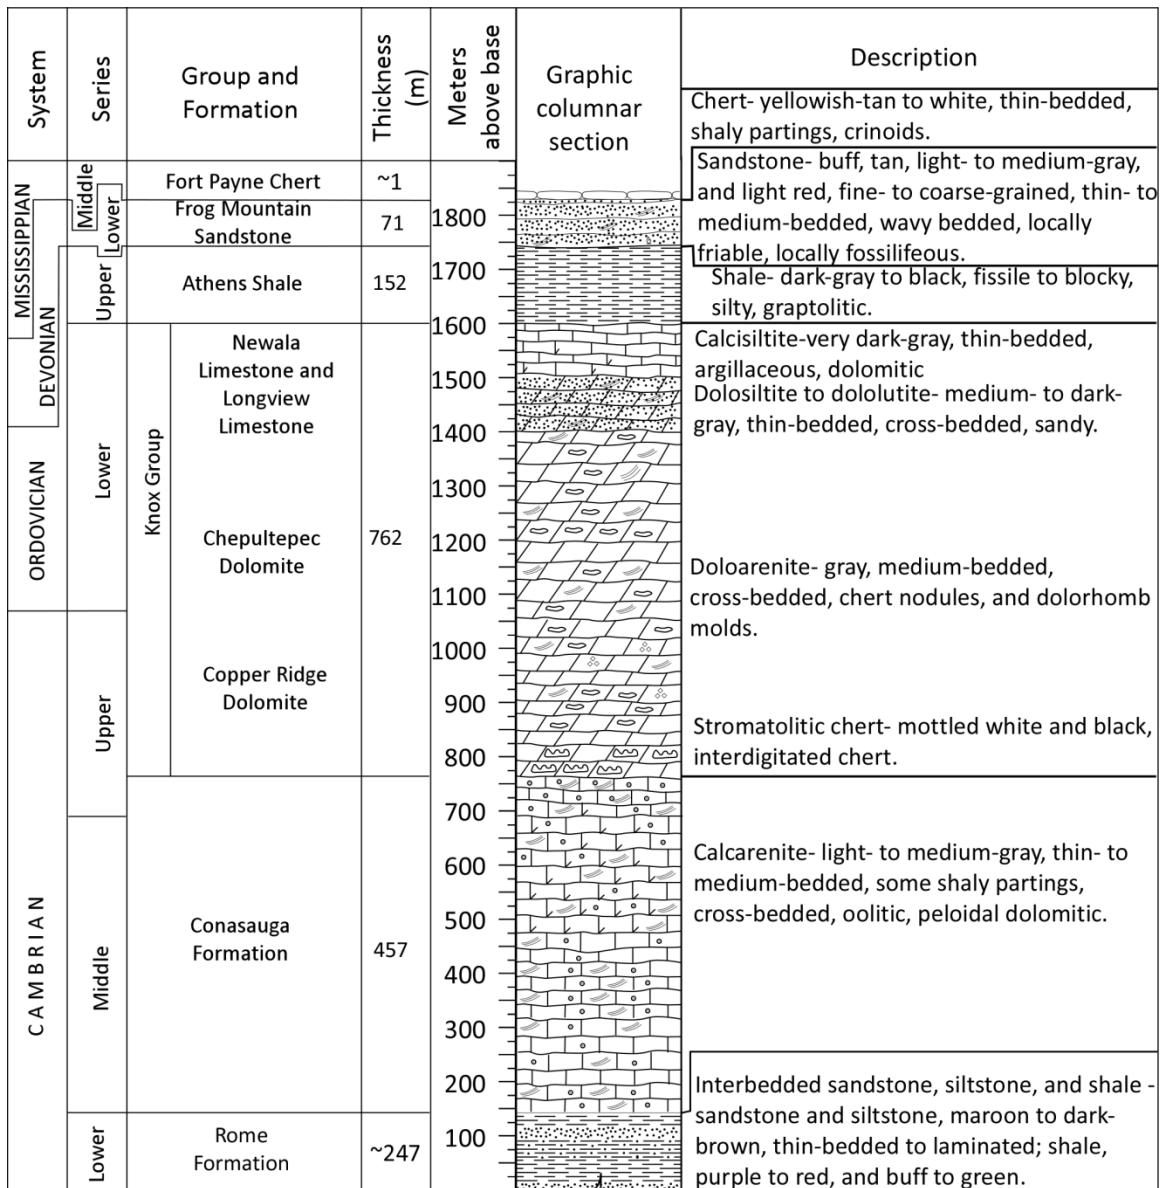 System
Series
Group and
Formation
Thickness
(m)
Meters
above base
Graphic
columnar
section
Description
Chert- yellowish-tan to white, thin-bedded,
shaly partings, crinoids.
MISSISSIPPIAN
Middle
Fort Payne Chert
~1
Sandstone- buff, tan, light- to medium-gray,
and light red, fine- to coarse-grained, thin- to
medium-bedded, wavy bedded, locally
friable, locally fossilifeous.
DEVONIAN
Lower
Frog Mountain
Sandstone
71
1800
1700
Upper
Athens Shale
152
Shale- dark-gray to black, fissile to blocky,
silty, graptolitic.
1600
ORDOVICIAN
Lower
Knox Group
Newala
Limestone and
Longview
Limestone
Calcisiltite-very dark-gray, thin-bedded,
argillaceous, dolomitic
1500
Dolosiltite to dololutite- medium- to dark-
gray, thin-bedded, cross-bedded, sandy.
1400
1300
Chepultepec
Dolomite
762
1200
1100
Doloarenite- gray, medium-bedded,
cross-bedded, chert nodules, and dolorhomb
molds.
1000
CAMBRIAN
Upper
Copper Ridge
Dolomite
900
Stromatolitic chert- mottled white and black,
interdigitated chert.
800
700
600
Calcarenite- light- to medium-gray, thin- to
medium-bedded, some shaly partings,
cross-bedded, oolitic, peloidal dolomitic.
Middle
Conasauga
Formation
457
500
400
300
200
Interbedded sandstone, siltstone, and shale -
sandstone and siltstone, maroon to dark-
brown, thin-bedded to laminated; shale,
purple to red, and buff to green.
Lower
Rome
Formation
~247
100